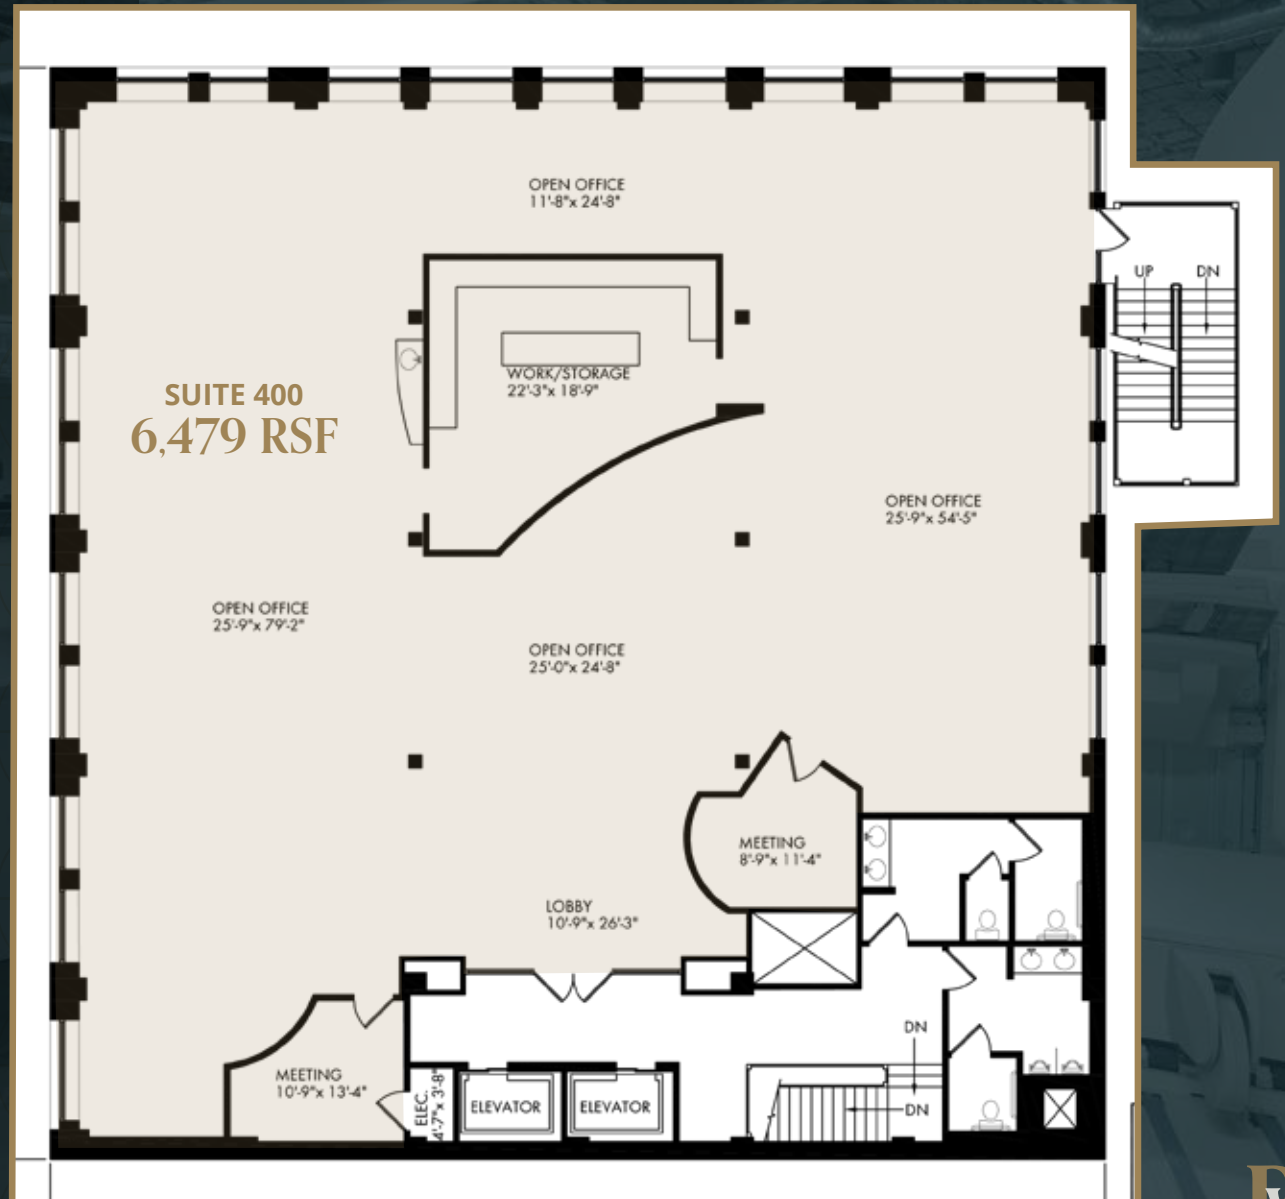 OPEN OFFICE
11'-8"x 24'-8"
UP
DN
WORK/STORAGE
22'-3"x 18'-9"
SUITE 400
6,479 RSF
OPEN OFFICE
25'-9"x 54'-5"
OPEN OFFICE
25'-9"x 79'-2"
OPEN OFFICE
25'-0"x 24'-8"
MEETING
8'-9"x 11'-4"
LOBBY
10'-9"x 26'-3"
DN
MEETING
10'-9"x 13'-4"
ELEC.
4'-7"x 3'-8"
ELEVATOR
ELEVATOR
DN